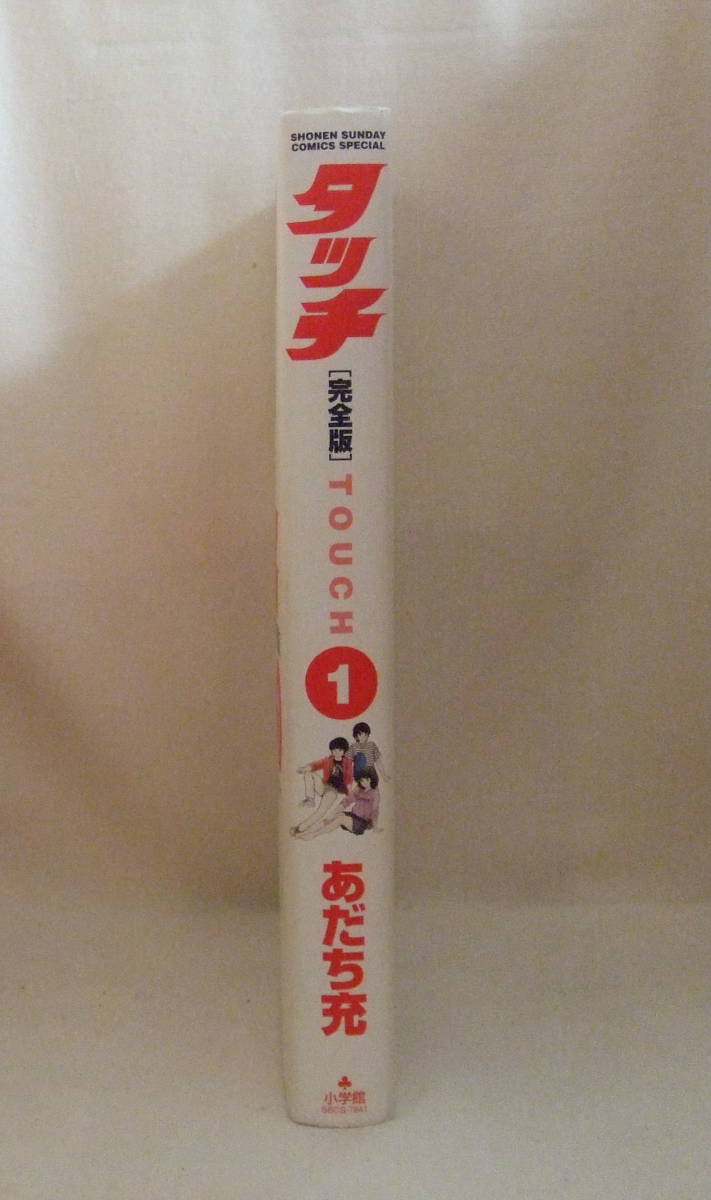 SHONEN SUNDAY
COMICS SPECIAL
タッチ
[完全版]
TOUCH
1
あだち充
小学館